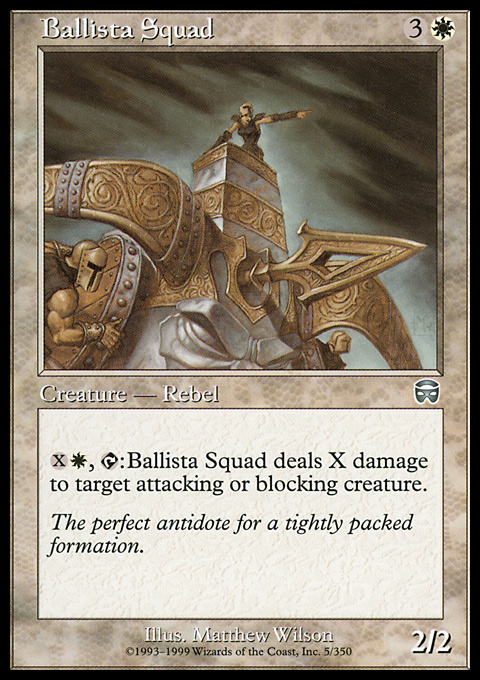 Ballista Squad 3
Creature — Rebel
X, :Ballista Squad deals X damage
to target attacking or blocking creature.
The perfect antidote for a tightly packed
formation.
Illus. Matthew Wilson
2/2
©1993–1999 Wizards of the Coast, Inc. 5/350